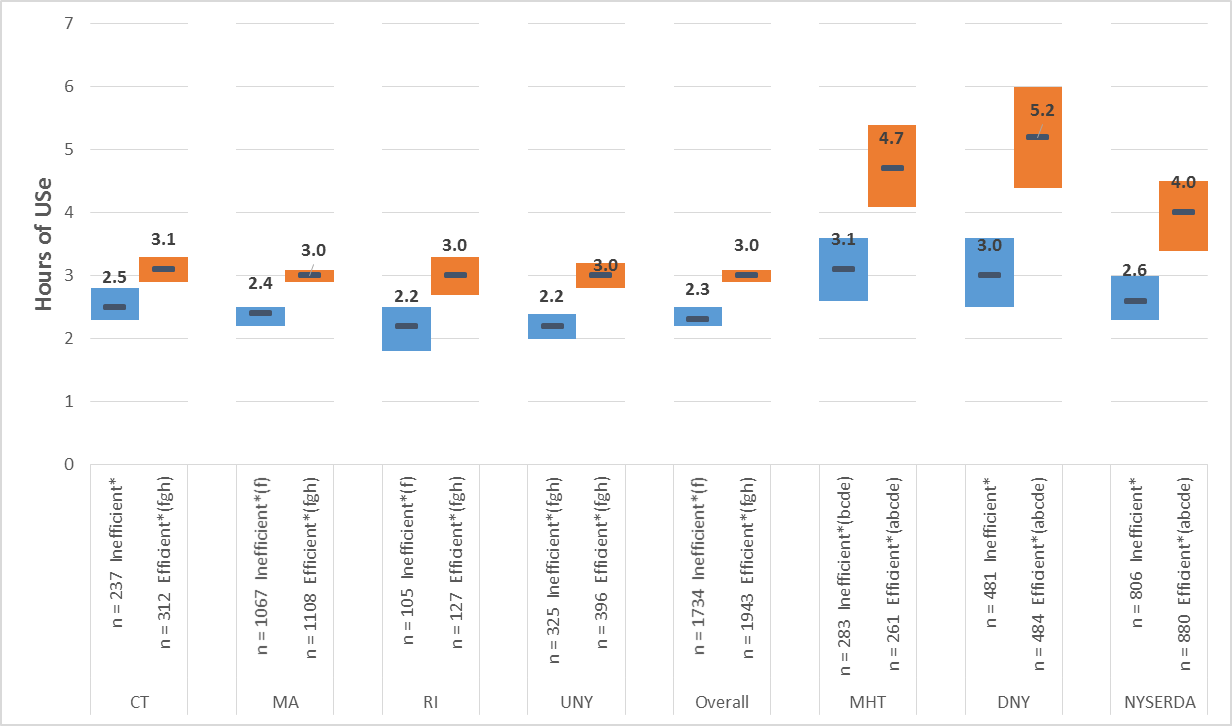 7
6
5
4
3
2
1
0
Hours of USe
2.5
3.1
2.4
3.0
2.2
3.0
2.2
3.0
2.3
3.0
3.1
4.7
3.0
5.2
2.6
4.0
n = 237 Inefficient*
n = 312 Efficient*(fgh)
n = 1067 Inefficient*(f)
n = 1108 Efficient*(fgh)
n = 105 Inefficient*(f)
n = 127 Efficient*(fgh)
n = 325 Inefficient*(fgh)
n = 396 Efficient*(fgh)
n = 1734 Inefficient*(f)
n = 1943 Efficient*(fgh)
n = 283 Inefficient*(bcde)
n = 261 Efficient*(abcde)
n = 481 Inefficient*
n = 484 Efficient*(abcde)
n = 806 Inefficient*
n = 880 Efficient*(abcde)
CT
MA
RI
UNY
Overall
MHT
DNY
NYSERDA